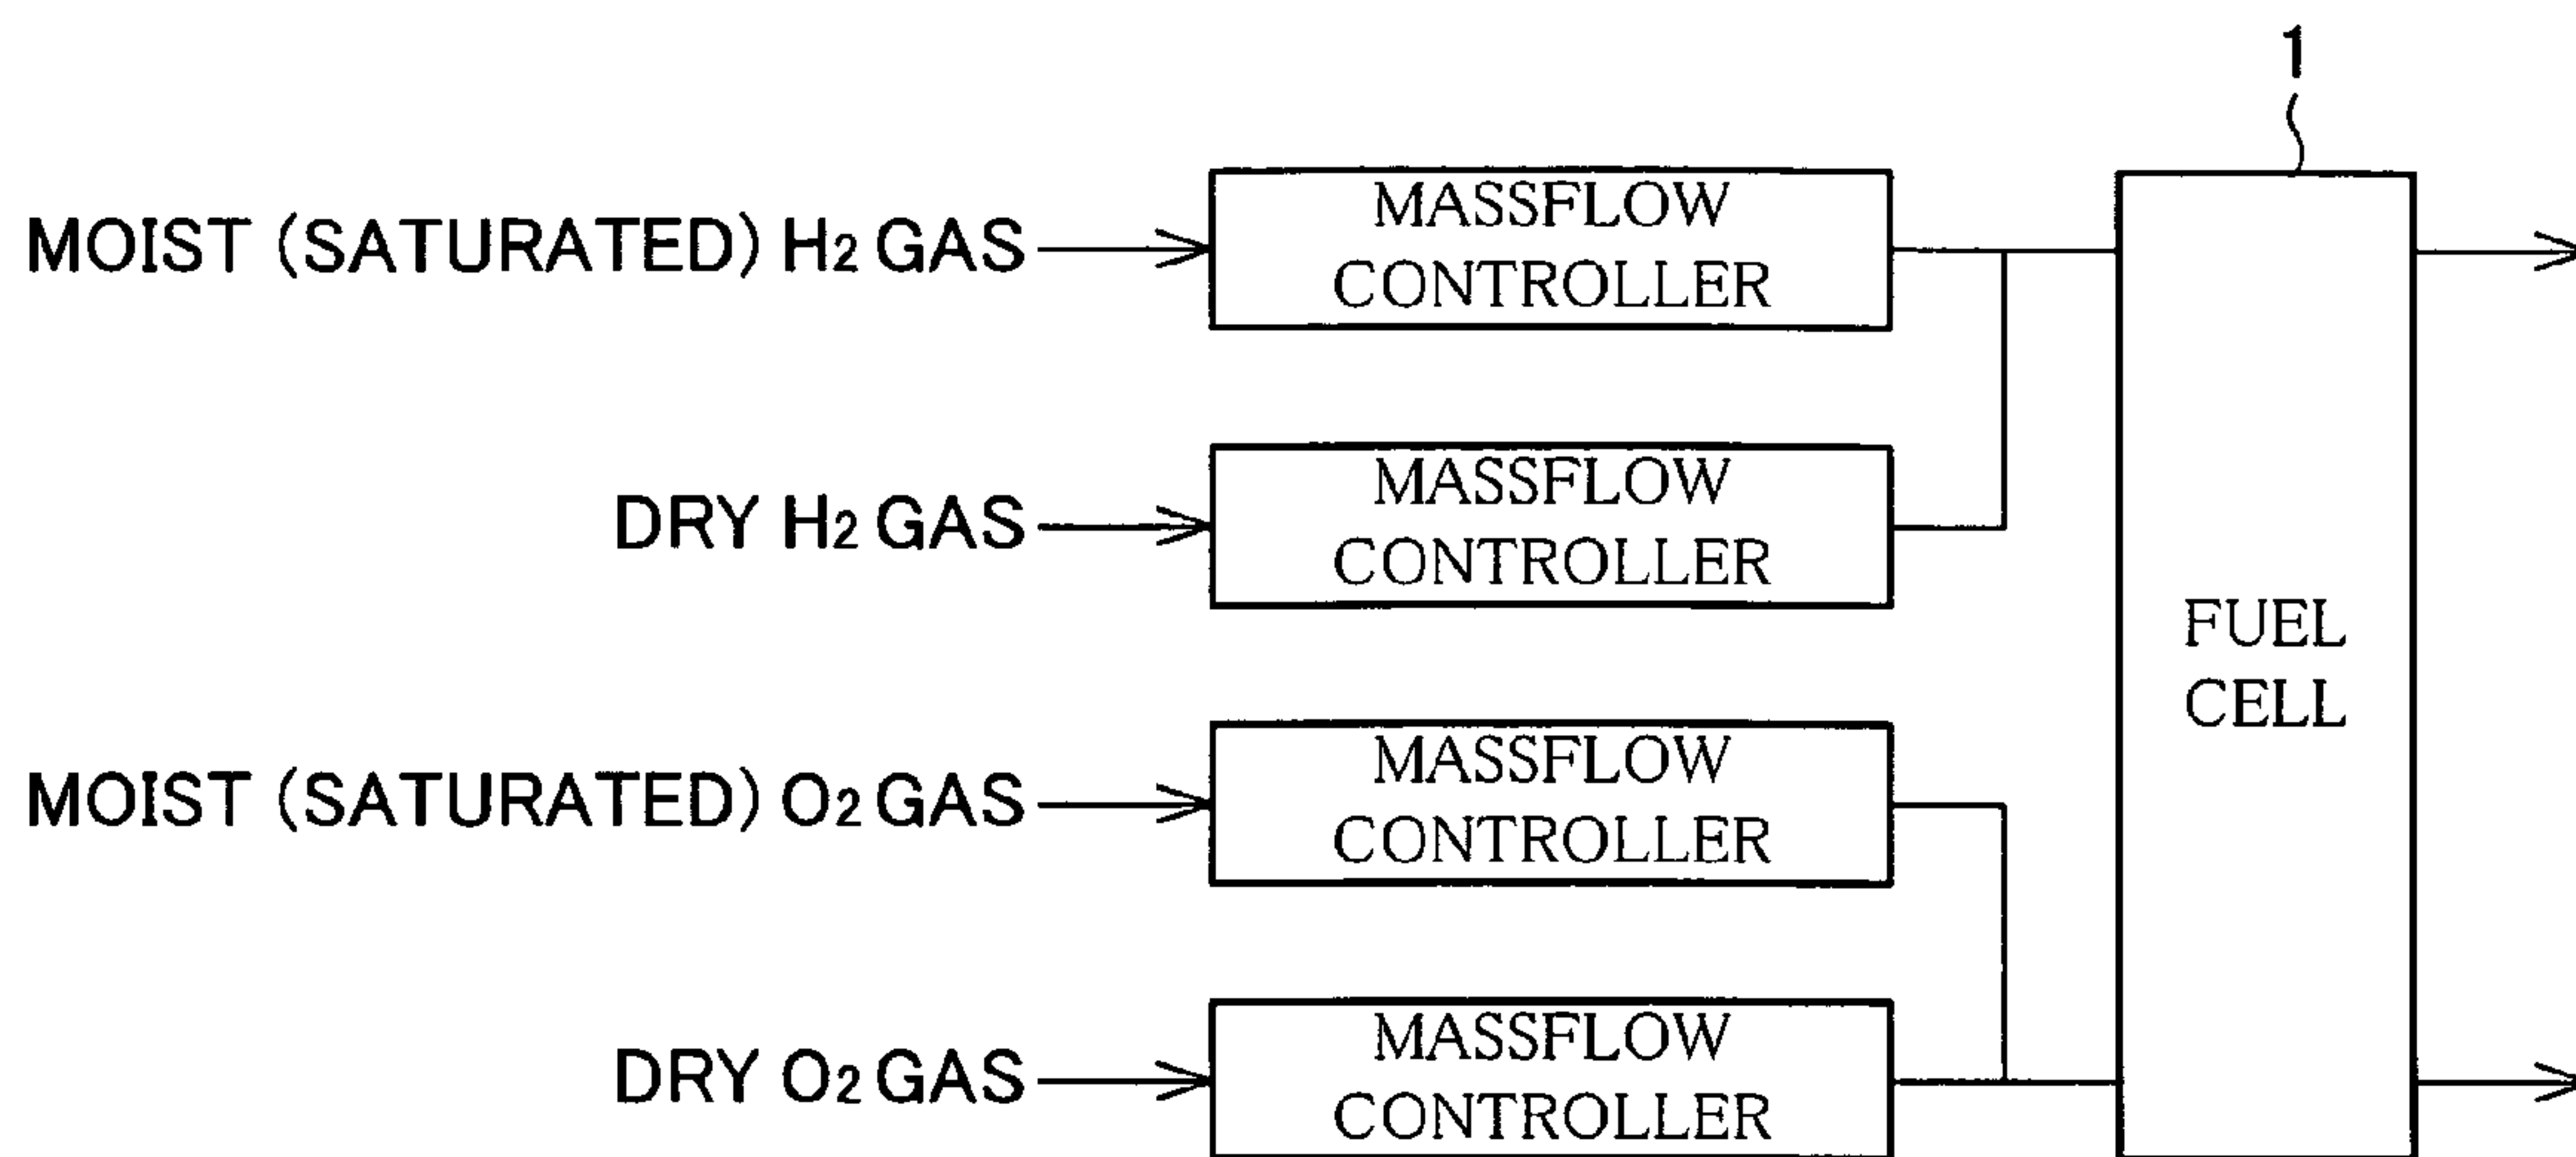 1
MOIST (SATURATED) H2 GAS
MASSFLOW
CONTROLLER
DRY H2 GAS
MASSFLOW
CONTROLLER
FUEL
CELL
MOIST (SATURATED) O2 GAS
MASSFLOW
CONTROLLER
DRY O2 GAS
MASSFLOW
CONTROLLER